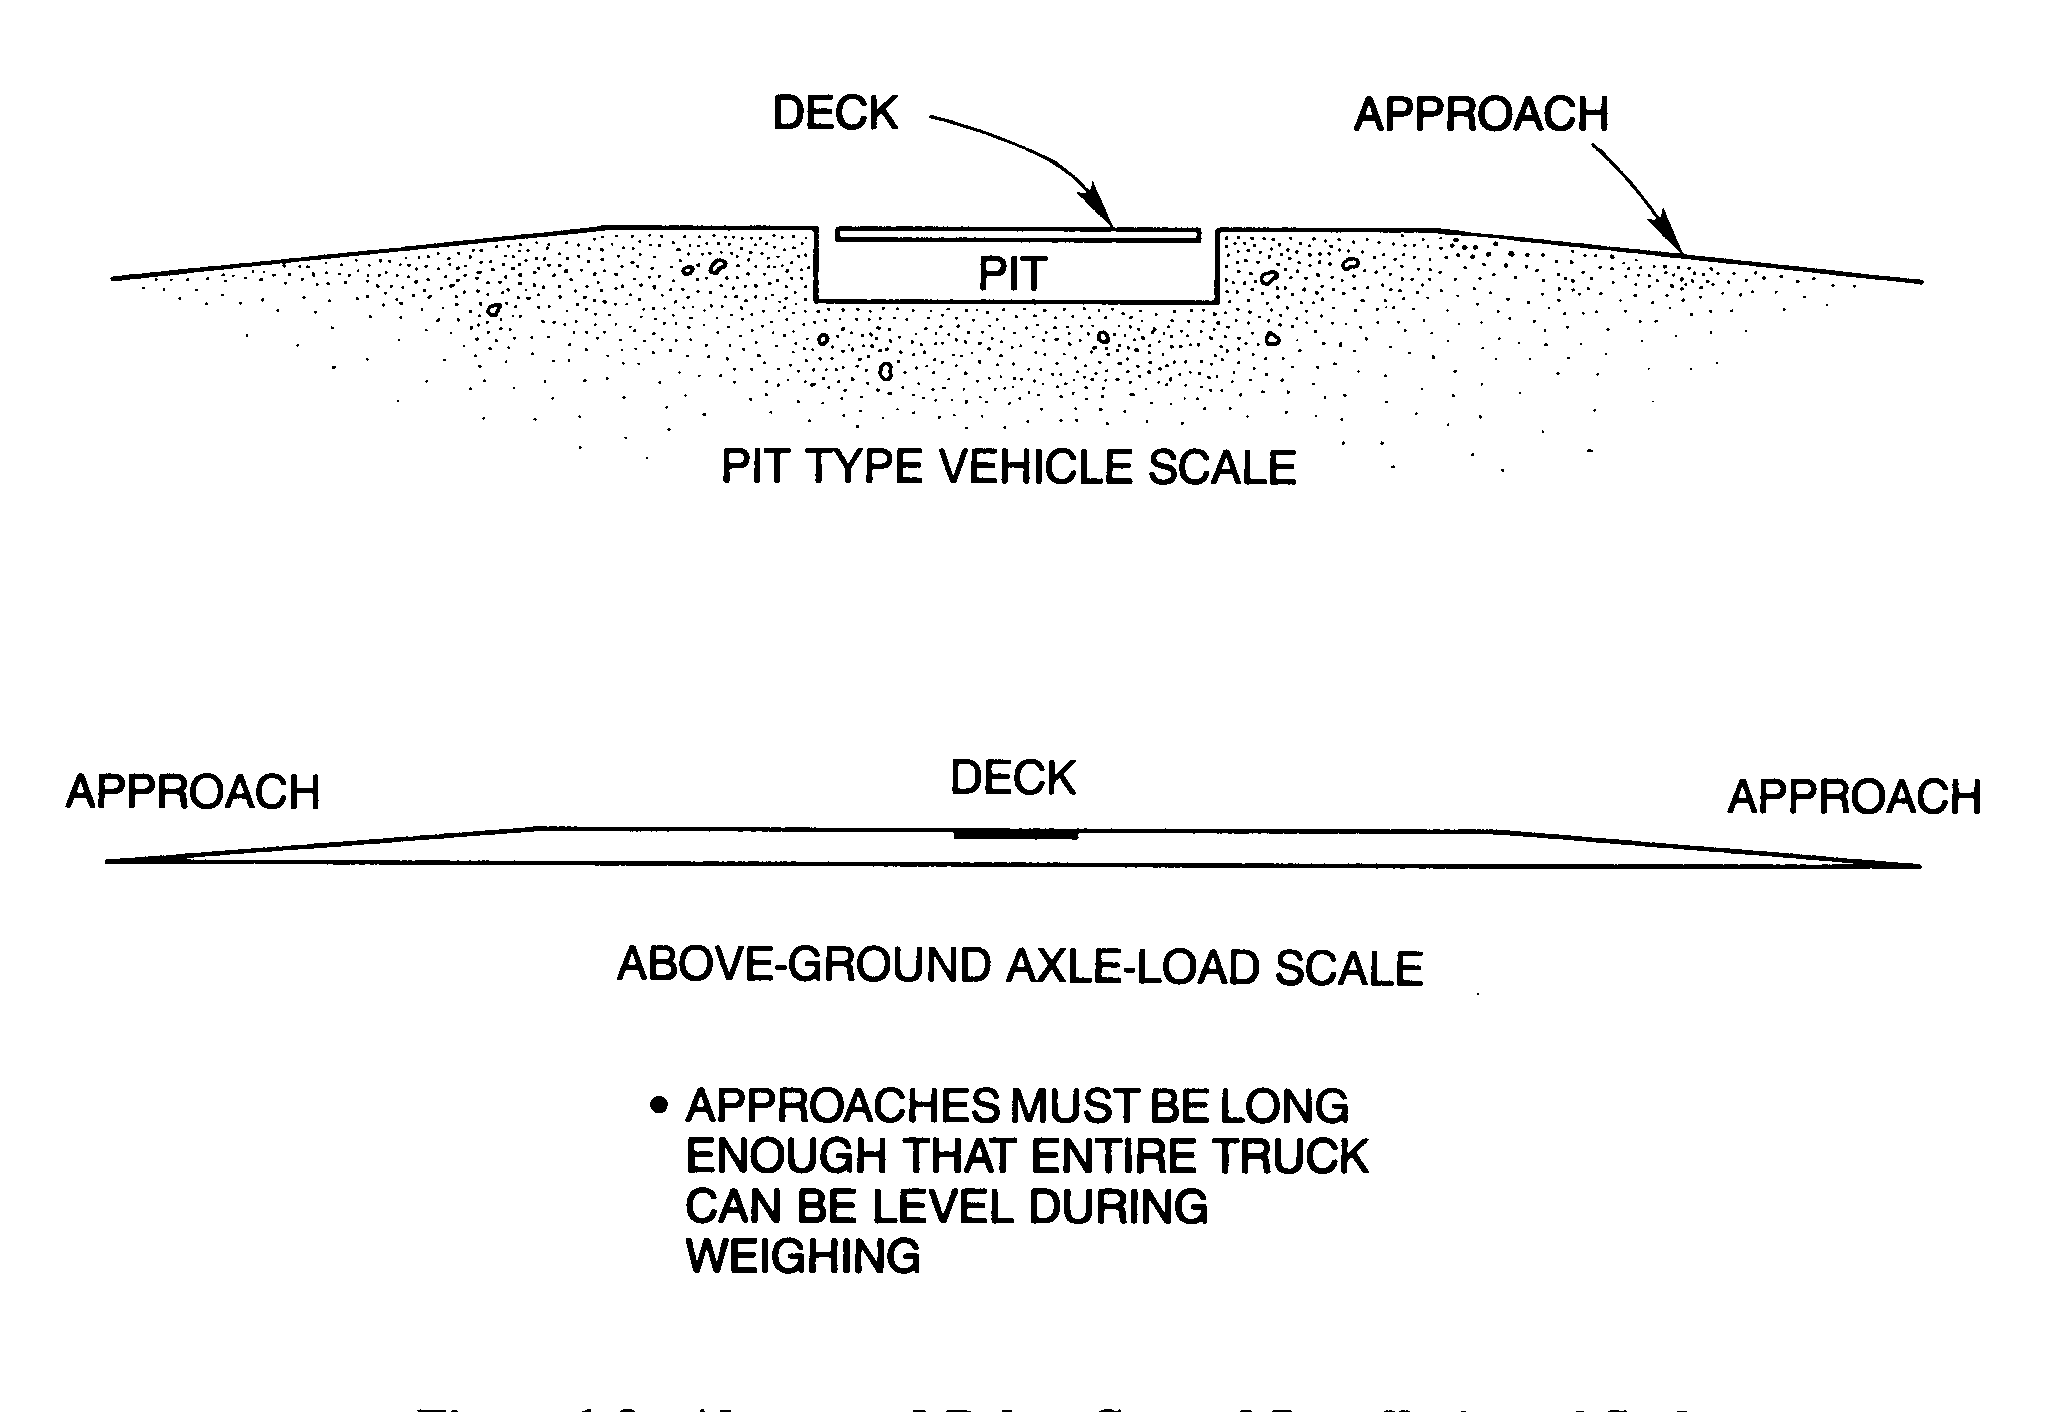 DECK
APPROACH
PIT
PIT TYPE VEHICLE SCALE
APPROACH
DECK
APPROACH
ABOVE-GROUND AXLE-LOAD SCALE
• APPROACHES MUST BE LONG
ENOUGH THAT ENTIRE TRUCK
CAN BE LEVEL DURING
WEIGHING